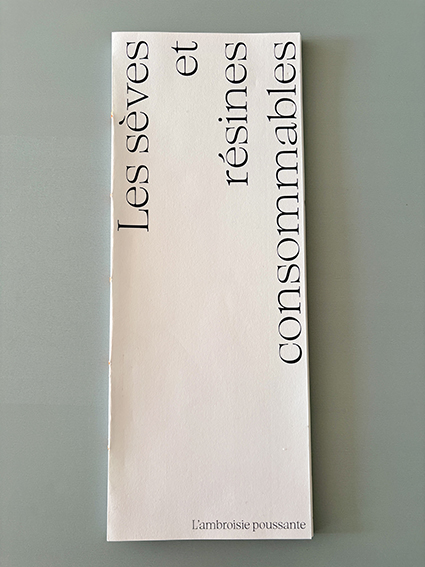 Les sèves
et
résines
consommables
L'ambroisie poussante